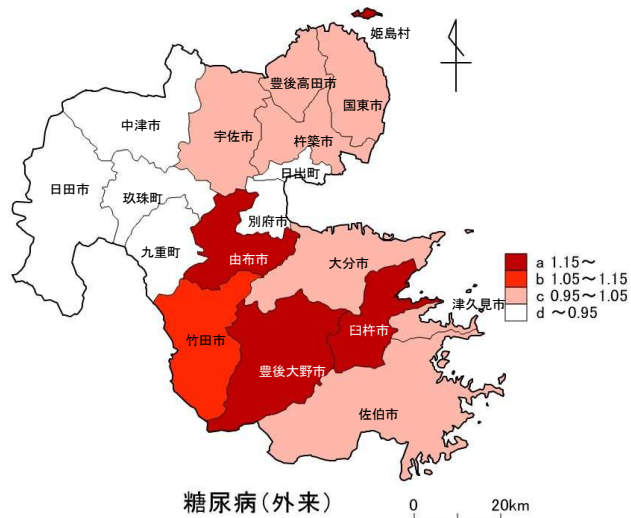 姫島村
豊後高田市
国東市
中津市
宇佐市
杵築市
日出町
日田市
玖珠町
別府市
九重町
由布市
大分市
a 1.15～
b 1.05～1.15
c 0.95～1.05
d ～0.95
津久見市
臼杵市
竹田市
豊後大野市
佐伯市
糖尿病(外来)
0 20km